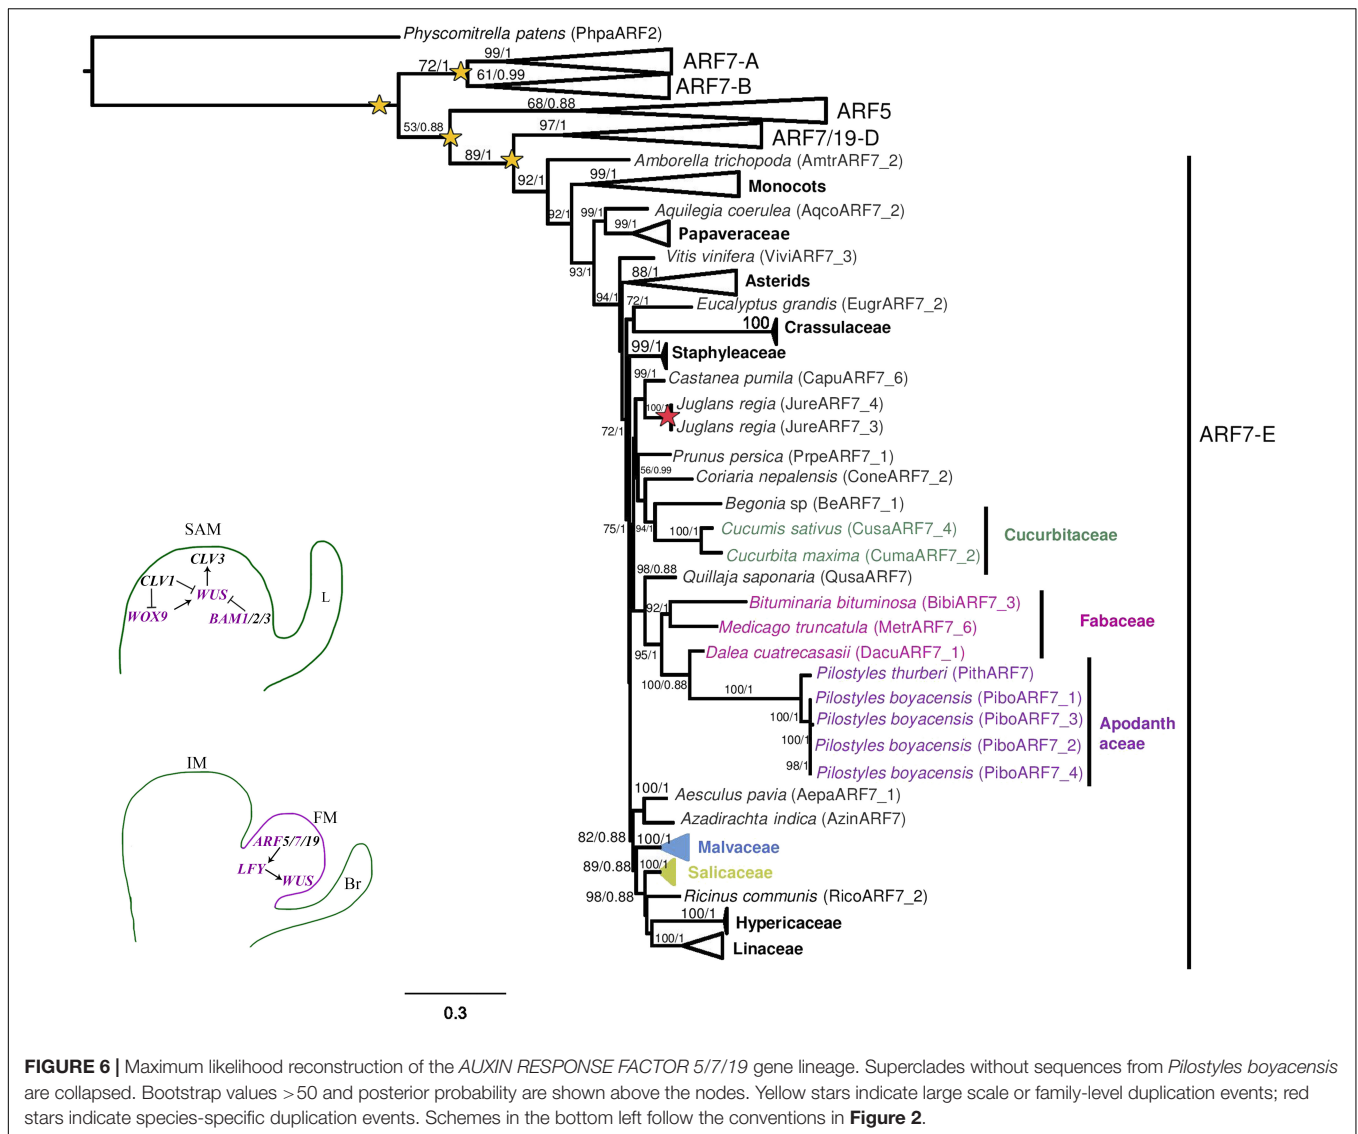 Physcomitrella patens (PhpaARF2)
99/1
ARF7-A
72/1
61/0.99
ARF7-B
68/0.88
ARF5
53/0.88
97/1
ARF7/19-D
89/1
Amborella trichopoda (AmtrARF7_2)
92/1
99/1
Monocots
92/1
99/1
Aquilegia coerulea (AqcoARF7_2)
99/1
Papaveraceae
93/1
Vitis vinifera (ViviARF7_3)
88/1
Asterids
94/1
72/1
Eucalyptus grandis (EugrARF7_2)
100
Crassulaceae
99/1
Staphyleaceae
99/1
Castanea pumila (CapuARF7_6)
100/1
Juglans regia (JureARF7_4)
Juglans regia (JureARF7_3)
72/1
ARF7-E
Prunus persica (PrpeARF7_1)
56/0.99
Coriaria nepalensis (ConeARF7_2)
Begonia sp (BeARF7_1)
75/1
94/1
100/1
Cucumis sativus (CusaARF7_4)
Cucurbitaceae
Cucurbita maxima (CumaARF7_2)
98/0.88
Quillaja saponaria (QusaARF7)
92/1
Bituminaria bituminosa (BibiARF7_3)
Fabaceae
Medicago truncatula (MetrARF7_6)
95/1
Dalea cuatrecasasii (DacuARF7_1)
100/0.88
100/1
Pilostyles thurberi (PithARF7)
Pilostyles boyacensis (PiboARF7_1)
100/1
Pilostyles boyacensis (PiboARF7_3)
Apodanth
aceae
100/1
Pilostyles boyacensis (PiboARF7_2)
98/1
Pilostyles boyacensis (PiboARF7_4)
100/1
Aesculus pavia (AepaARF7_1)
Azadirachta indica (AzinARF7)
82/0.88
100/1
Malvaceae
89/0.88
100/1
Salicaceae
98/0.88
Ricinus communis (RicoARF7_2)
100/1
Hypericaceae
100/1
Linaceae
0.3
SAM
CLV3
CLV1
WUS
L
WOX9
BAM1/2/3
IM
FM
ARF5/7/19
LFY
WUS
Br
FIGURE 6 | Maximum likelihood reconstruction of the AUXIN RESPONSE FACTOR 5/7/19 gene lineage. Superclades without sequences from Pilostyles boyacensis
are collapsed. Bootstrap values >50 and posterior probability are shown above the nodes. Yellow stars indicate large scale or family-level duplication events; red
stars indicate species-specific duplication events. Schemes in the bottom left follow the conventions in Figure 2.